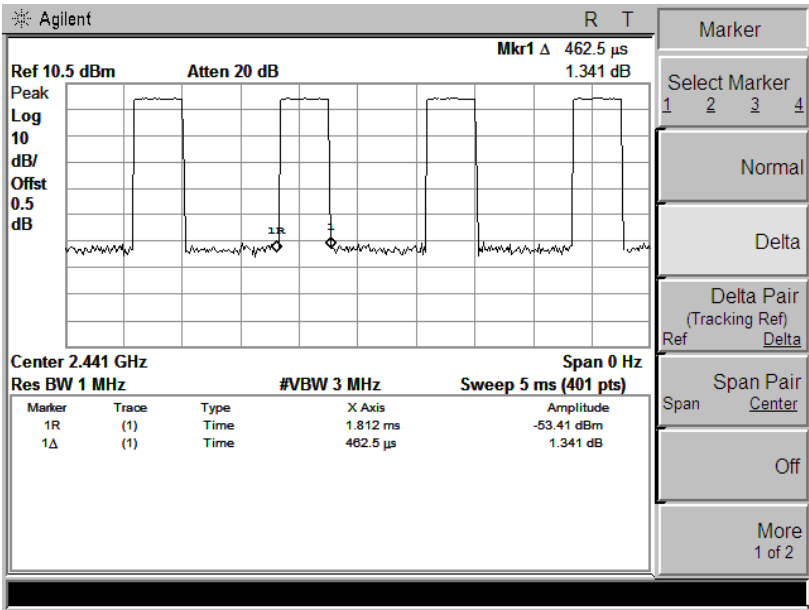 Agilent R T
Mkr1 Δ 462.5 μs
Ref 10.5 dBm Atten 20 dB 1.341 dB
Peak
Log
10
dB/
Offst
0.5
dB
1R
1
Center 2.441 GHz Span 0 Hz
Res BW 1 MHz #VBW 3 MHz Sweep 5 ms (401 pts)
Marker Trace Type X Axis Amplitude
1R (1) Time 1.812 ms -53.41 dBm
1Δ (1) Time 462.5 μs 1.341 dB
Marker
Select Marker
1 2 3 4
Normal
Delta
Delta Pair
(Tracking Ref)
Ref Delta
Span Pair
Span Center
Off
More
1 of 2